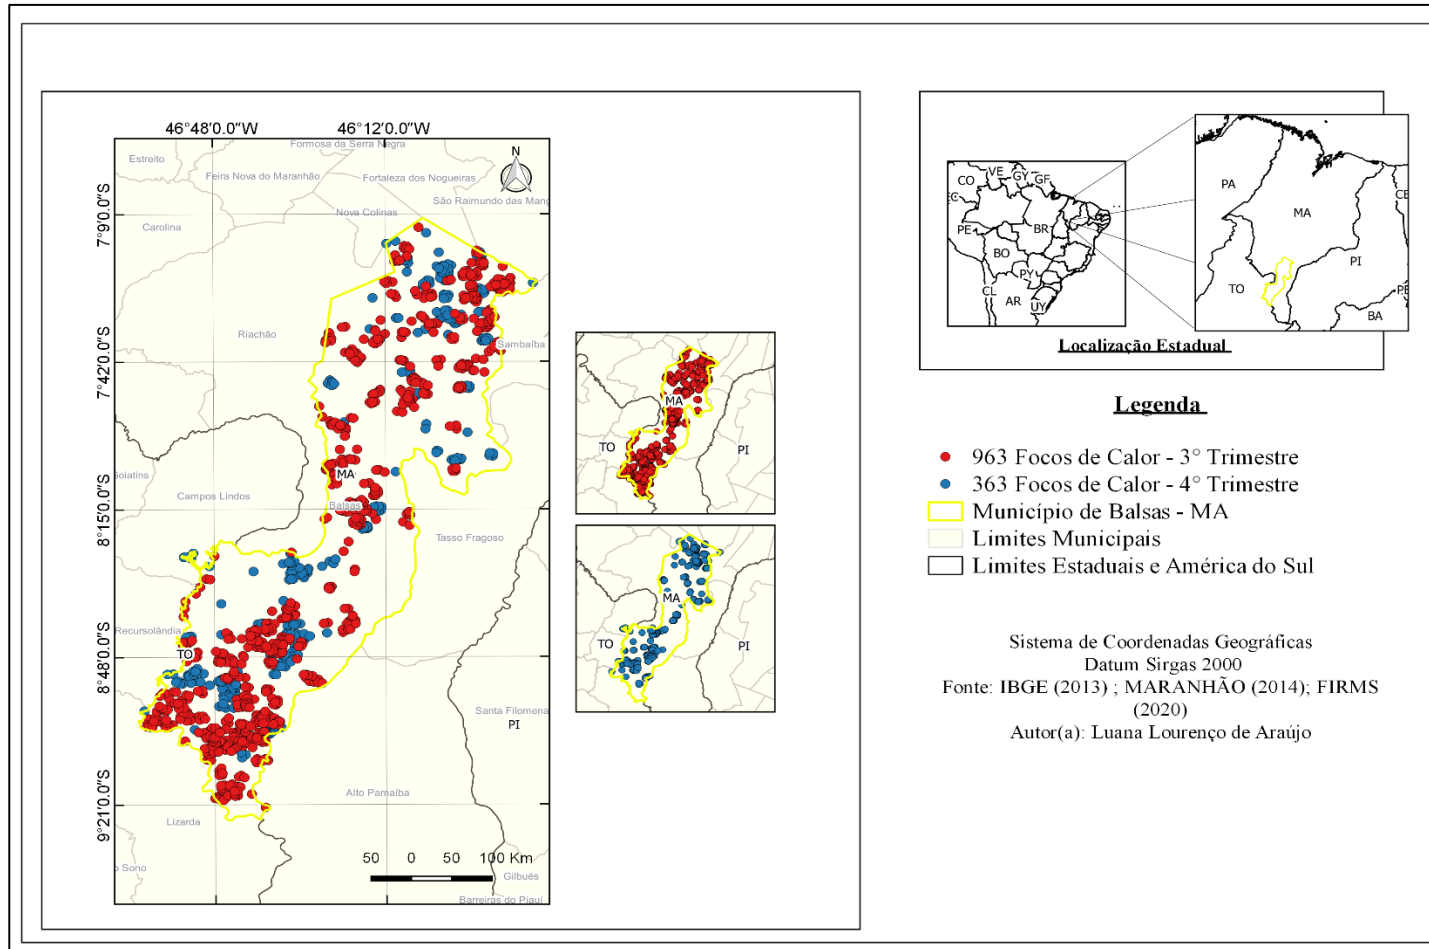 46°48'0.0"W
46°12'0.0"W
Formosa da Serra Negra
Estreito
Feira Nova do Maranhão
Fortaleza dos Nogueiras
N
São Raimundo das Mang
7°9'0.0"S
Nova Colinas
Carolina
Riachão
Sambaíba
7°42'0.0"S
MA
Goiatins
Campos Lindos
Balsas
8°15'0.0"S
Tasso Fragoso
Recursolândia
TO
8°48'0.0"S
Santa Filomena
PI
Alto Parnaíba
9°21'0.0"S
Lizarda
50 0 50 100 Km
o Sono
Gilbués
Barreiras do Piauí
MA
TO
PI
MA
TO
PI
CO
VE
GY
GF
EC
PE
BR
BO
PY
CL
AR
UY
PA
CE
MA
PI
TO
PE
BA
Localização Estadual
Legenda
963 Focos de Calor - 3° Trimestre
363 Focos de Calor - 4° Trimestre
Município de Balsas - MA
Limites Municipais
Limites Estaduais e América do Sul
Sistema de Coordenadas Geográficas
Datum Sirgas 2000
Fonte: IBGE (2013) ; MARANHÃO (2014); FIRMS
(2020)
Autor(a): Luana Lourenço de Araújo